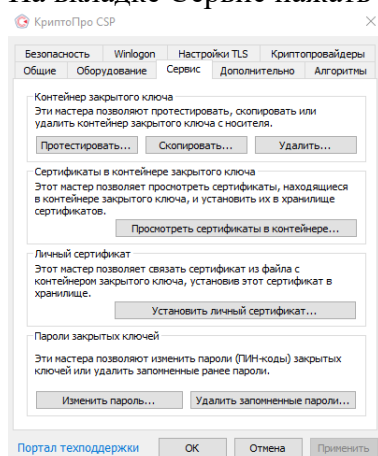 На вкладке Сервис нажать
КриптоПро CSP
Безопасность Winlogon Настройки TLS Криптопровайдеры
Общие Оборудование Сервис Дополнительно Алгоритмы
Контейнер закрытого ключа
Эти мастера позволяют протестировать, скопировать или
удалить контейнер закрытого ключа с носителя.
Протестировать... Скопировать... Удалить...
Сертификаты в контейнере закрытого ключа
Этот мастер позволяет просмотреть сертификаты, находящиеся
в контейнере закрытого ключа, и установить их в хранилище
сертификатов.
Просмотреть сертификаты в контейнере...
Личный сертификат
Этот мастер позволяет связать сертификат из файла с
контейнером закрытого ключа, установив этот сертификат в
хранилище.
Установить личный сертификат...
Пароли закрытых ключей
Эти мастера позволяют изменить пароли (ПИН-коды) закрытых
ключей или удалить запомненные ранее пароли.
Изменить пароль... Удалить запомненные пароли...
Портал техподдержки ОК Отмена Применить